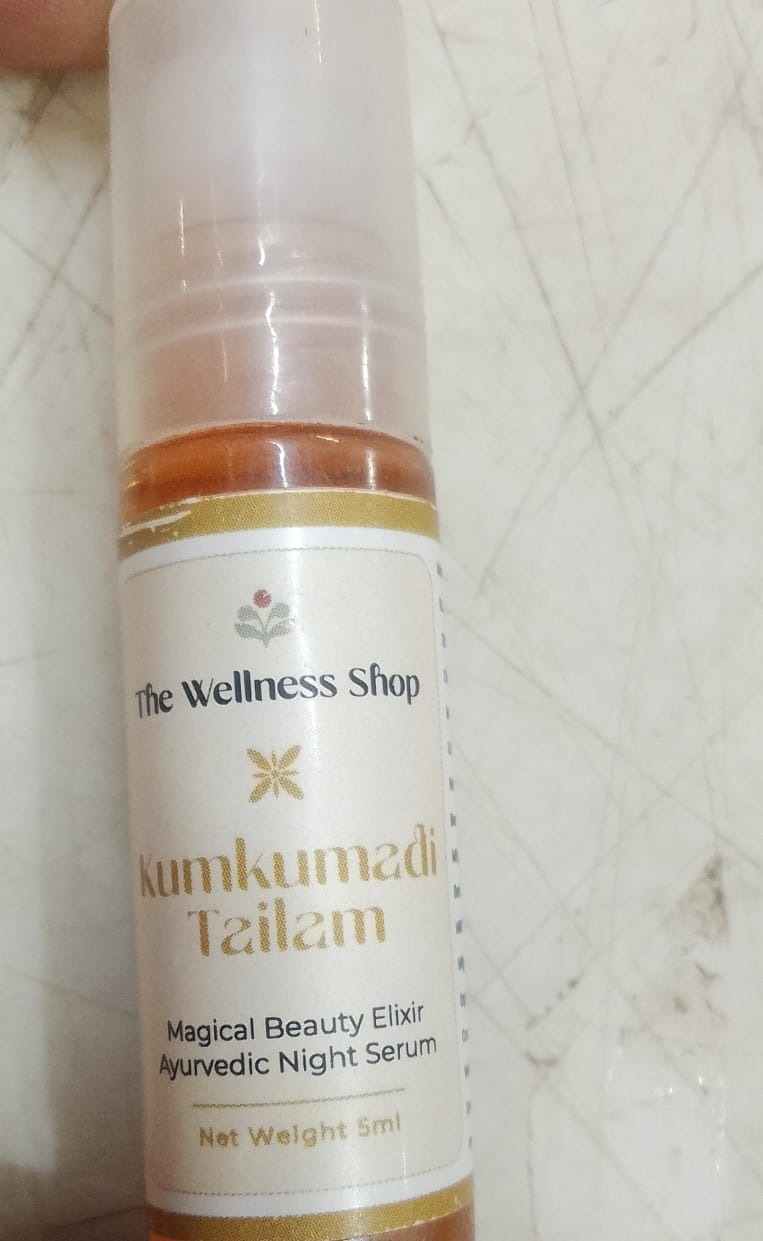 The Wellness Shop
Kumkumadi
Tailam
Magical Beauty Elixir
Ayurvedic Night Serum
Net Weight 5ml